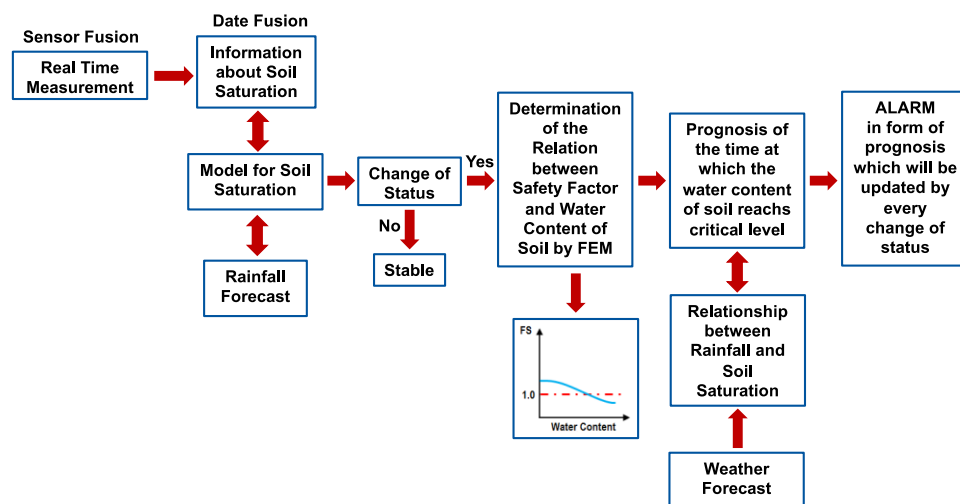 Sensor Fusion
Real Time
Measurement
Date Fusion
Information
about Soil
Saturation
Model for Soil
Saturation
Rainfall
Forecast
Change of
Status
Yes
No
Stable
Determination
of the
Relation
between
Safety Factor
and Water
Content of
Soil by FEM
FS
1.0
Water Content
Prognosis of
the time at
which the
water content
of soil reachs
critical level
Relationship
between
Rainfall and
Soil
Saturation
Weather
Forecast
ALARM
in form of
prognosis
which will be
updated by
every
change of
status